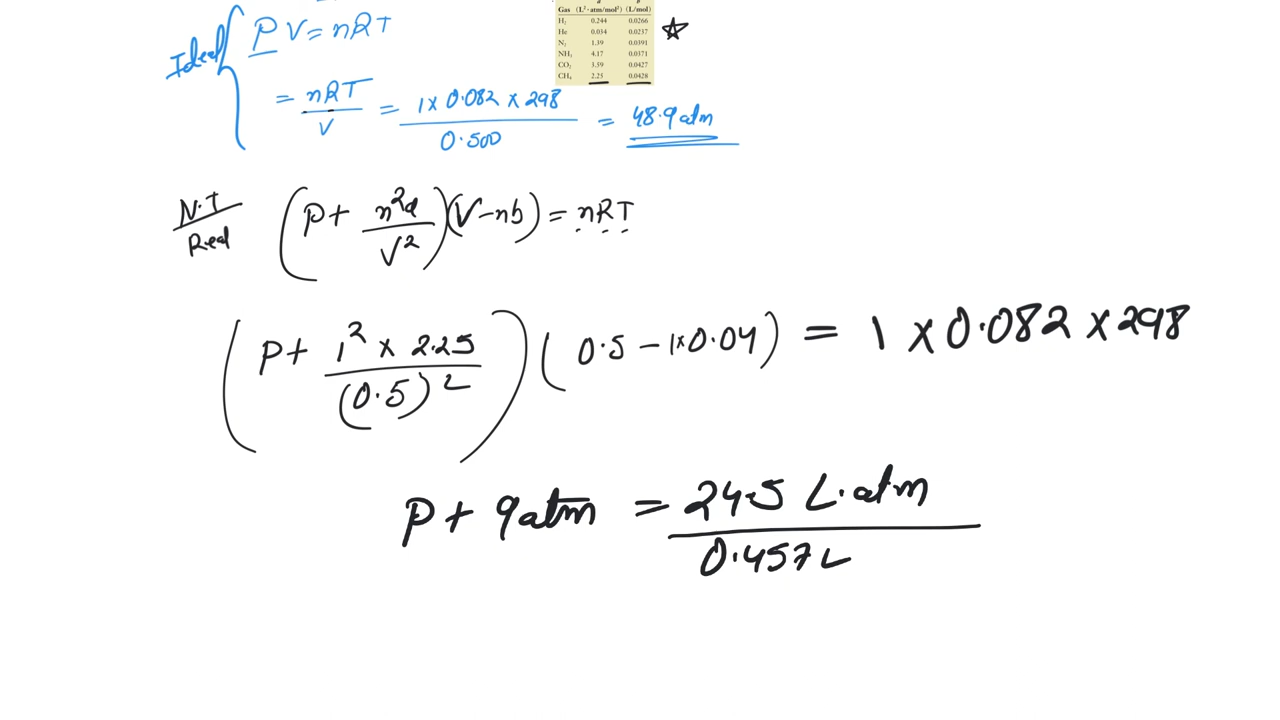 Ideal
PV = nRT
= nRT/V = 1 x 0.082 x 298 / 0.500 = 48.9 atm
Gas (L²·atm/mol²) (L/mol)
H₂ 0.244 0.0266
He 0.034 0.0237
N₂ 1.39 0.0391
NH₃ 4.17 0.0371
CO₂ 3.59 0.0427
CH₄ 2.25 0.0428
N.I / Real (P + n²a/V²)(V-nb) = nRT
(P + 1² x 2.25/(0.5)²)(0.5 - 1x0.04) = 1 x 0.082 x 298
P + 9 atm = 24.5 L.atm / 0.457 L